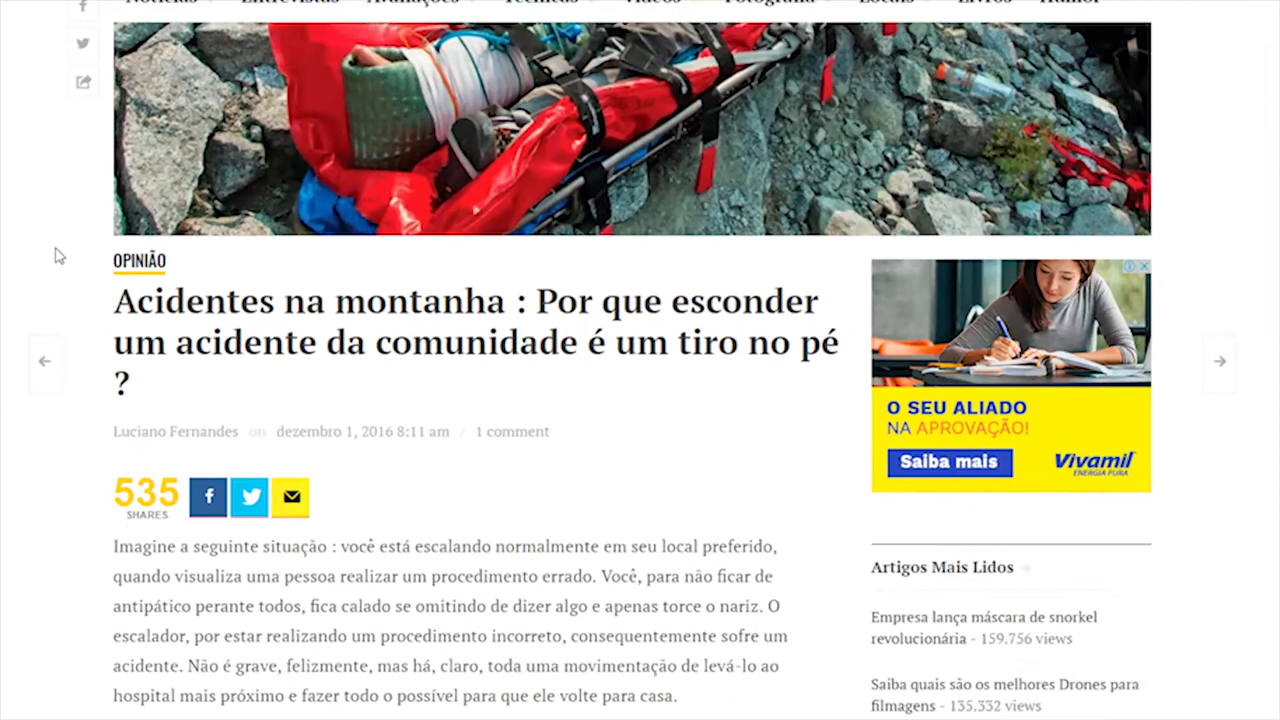 Notícias
Entrevistas
Avaliações
Técnicas
Vídeos
Fotografia
Locais
Livros
Humor
OPINIÃO
Acidentes na montanha : Por que esconder
um acidente da comunidade é um tiro no pé
?
Luciano Fernandes on dezembro 1, 2016 8:11 am / 1 comment
535
SHARES
Imagine a seguinte situação : você está escalando normalmente em seu local preferido,
quando visualiza uma pessoa realizar um procedimento errado. Você, para não ficar de
antipático perante todos, fica calado se omitindo de dizer algo e apenas torce o nariz. O
escalador, por estar realizando um procedimento incorreto, consequentemente sofre um
acidente. Não é grave, felizmente, mas há, claro, toda uma movimentação de levá-lo ao
hospital mais próximo e fazer todo o possível para que ele volte para casa.
O SEU ALIADO
NA APROVAÇÃO!
Saiba mais
Vivamil
ENERGIA PURA
Artigos Mais Lidos
Empresa lança máscara de snorkel
revolucionária - 159.756 views
Saiba quais são os melhores Drones para
filmagens - 135.332 views